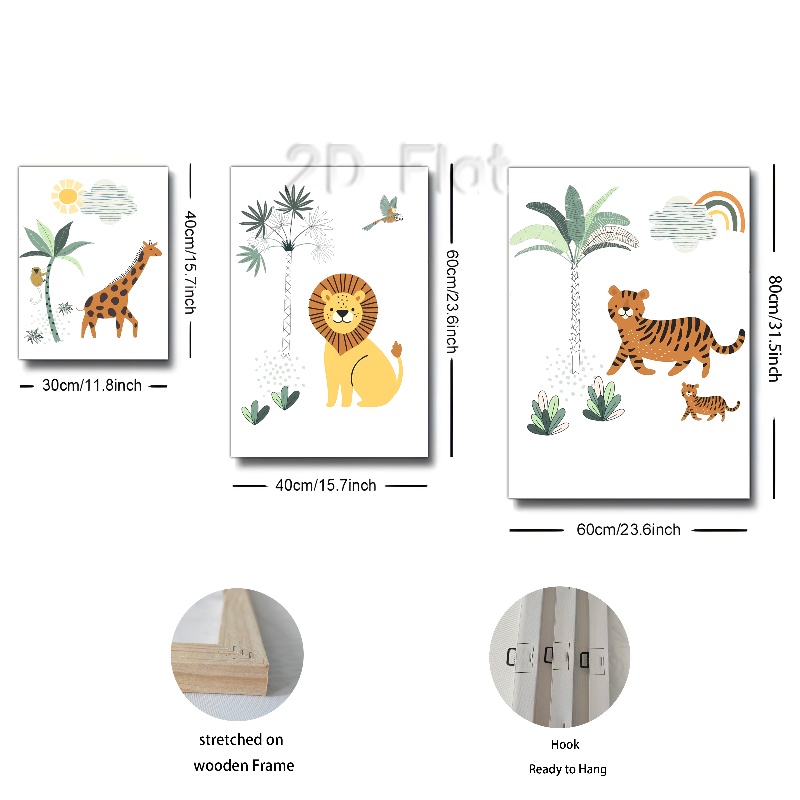 2D Flat
40cm/15.7inch
30cm/11.8inch
60cm/23.6inch
40cm/15.7inch
80cm/31.5inch
60cm/23.6inch
stretched on
wooden Frame
Hook
Ready to Hang